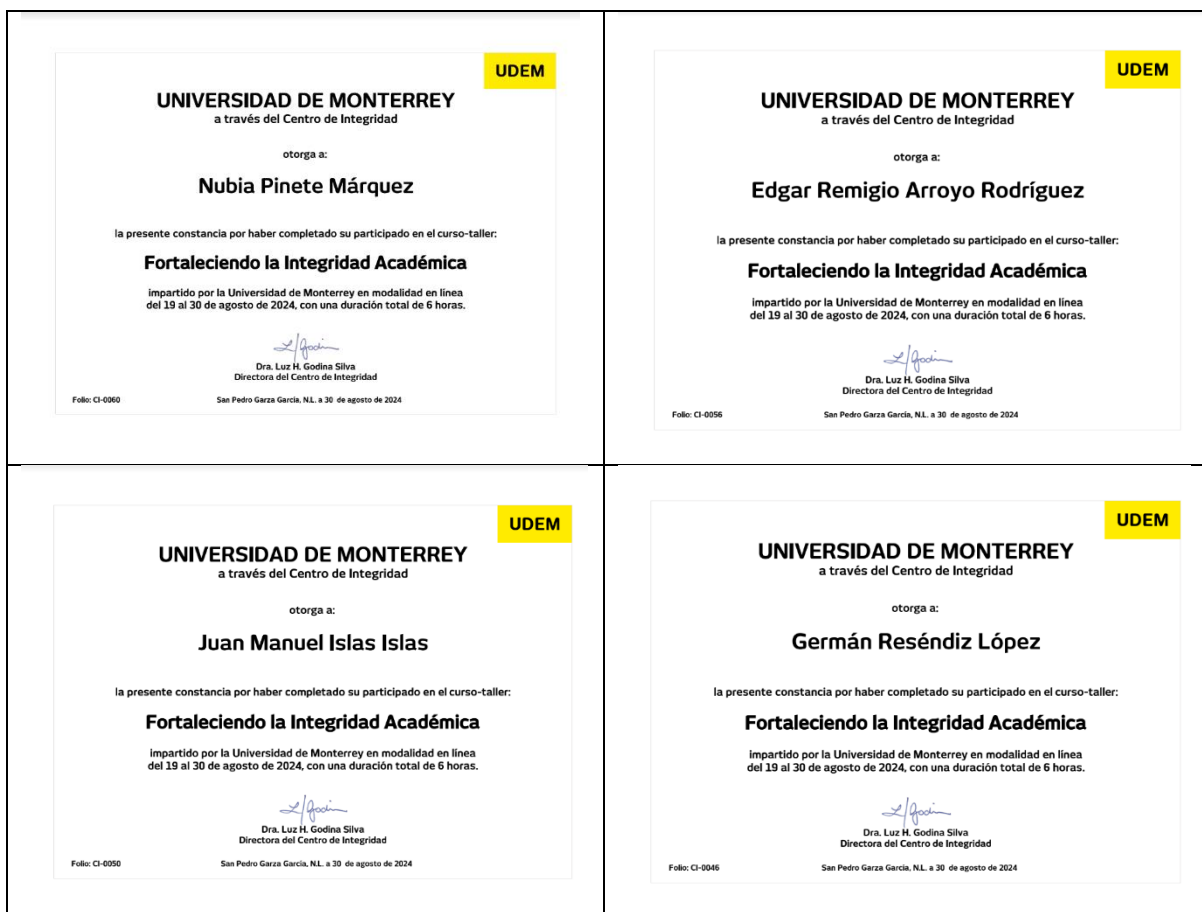 UDEM
UNIVERSIDAD DE MONTERREY
a través del Centro de Integridad
otorga a:
Nubia Pinete Márquez
la presente constancia por haber completado su participado en el curso-taller:
Fortaleciendo la Integridad Académica
impartido por la Universidad de Monterrey en modalidad en línea
del 19 al 30 de agosto de 2024, con una duración total de 6 horas.
Dra. Luz H. Godina Silva
Directora del Centro de Integridad
Folio: CI-0060
San Pedro Garza García, N.L. a 30 de agosto de 2024
UDEM
UNIVERSIDAD DE MONTERREY
a través del Centro de Integridad
otorga a:
Edgar Remigio Arroyo Rodríguez
la presente constancia por haber completado su participado en el curso-taller:
Fortaleciendo la Integridad Académica
impartido por la Universidad de Monterrey en modalidad en línea
del 19 al 30 de agosto de 2024, con una duración total de 6 horas.
Dra. Luz H. Godina Silva
Directora del Centro de Integridad
Folio: CI-0056
San Pedro Garza García, N.L. a 30 de agosto de 2024
UDEM
UNIVERSIDAD DE MONTERREY
a través del Centro de Integridad
otorga a:
Juan Manuel Islas Islas
la presente constancia por haber completado su participado en el curso-taller:
Fortaleciendo la Integridad Académica
impartido por la Universidad de Monterrey en modalidad en línea
del 19 al 30 de agosto de 2024, con una duración total de 6 horas.
Dra. Luz H. Godina Silva
Directora del Centro de Integridad
Folio: CI-0050
San Pedro Garza García, N.L. a 30 de agosto de 2024
UDEM
UNIVERSIDAD DE MONTERREY
a través del Centro de Integridad
otorga a:
Germán Reséndiz López
la presente constancia por haber completado su participado en el curso-taller:
Fortaleciendo la Integridad Académica
impartido por la Universidad de Monterrey en modalidad en línea
del 19 al 30 de agosto de 2024, con una duración total de 6 horas.
Dra. Luz H. Godina Silva
Directora del Centro de Integridad
Folio: CI-0046
San Pedro Garza García, N.L. a 30 de agosto de 2024